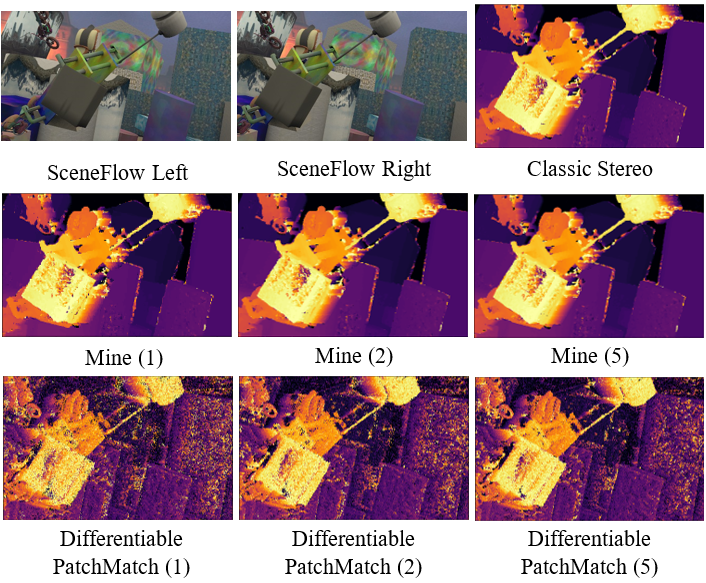 SceneFlow Left
SceneFlow Right
Classic Stereo
Mine (1)
Mine (2)
Mine (5)
Differentiable
PatchMatch (1)
Differentiable
PatchMatch (2)
Differentiable
PatchMatch (5)